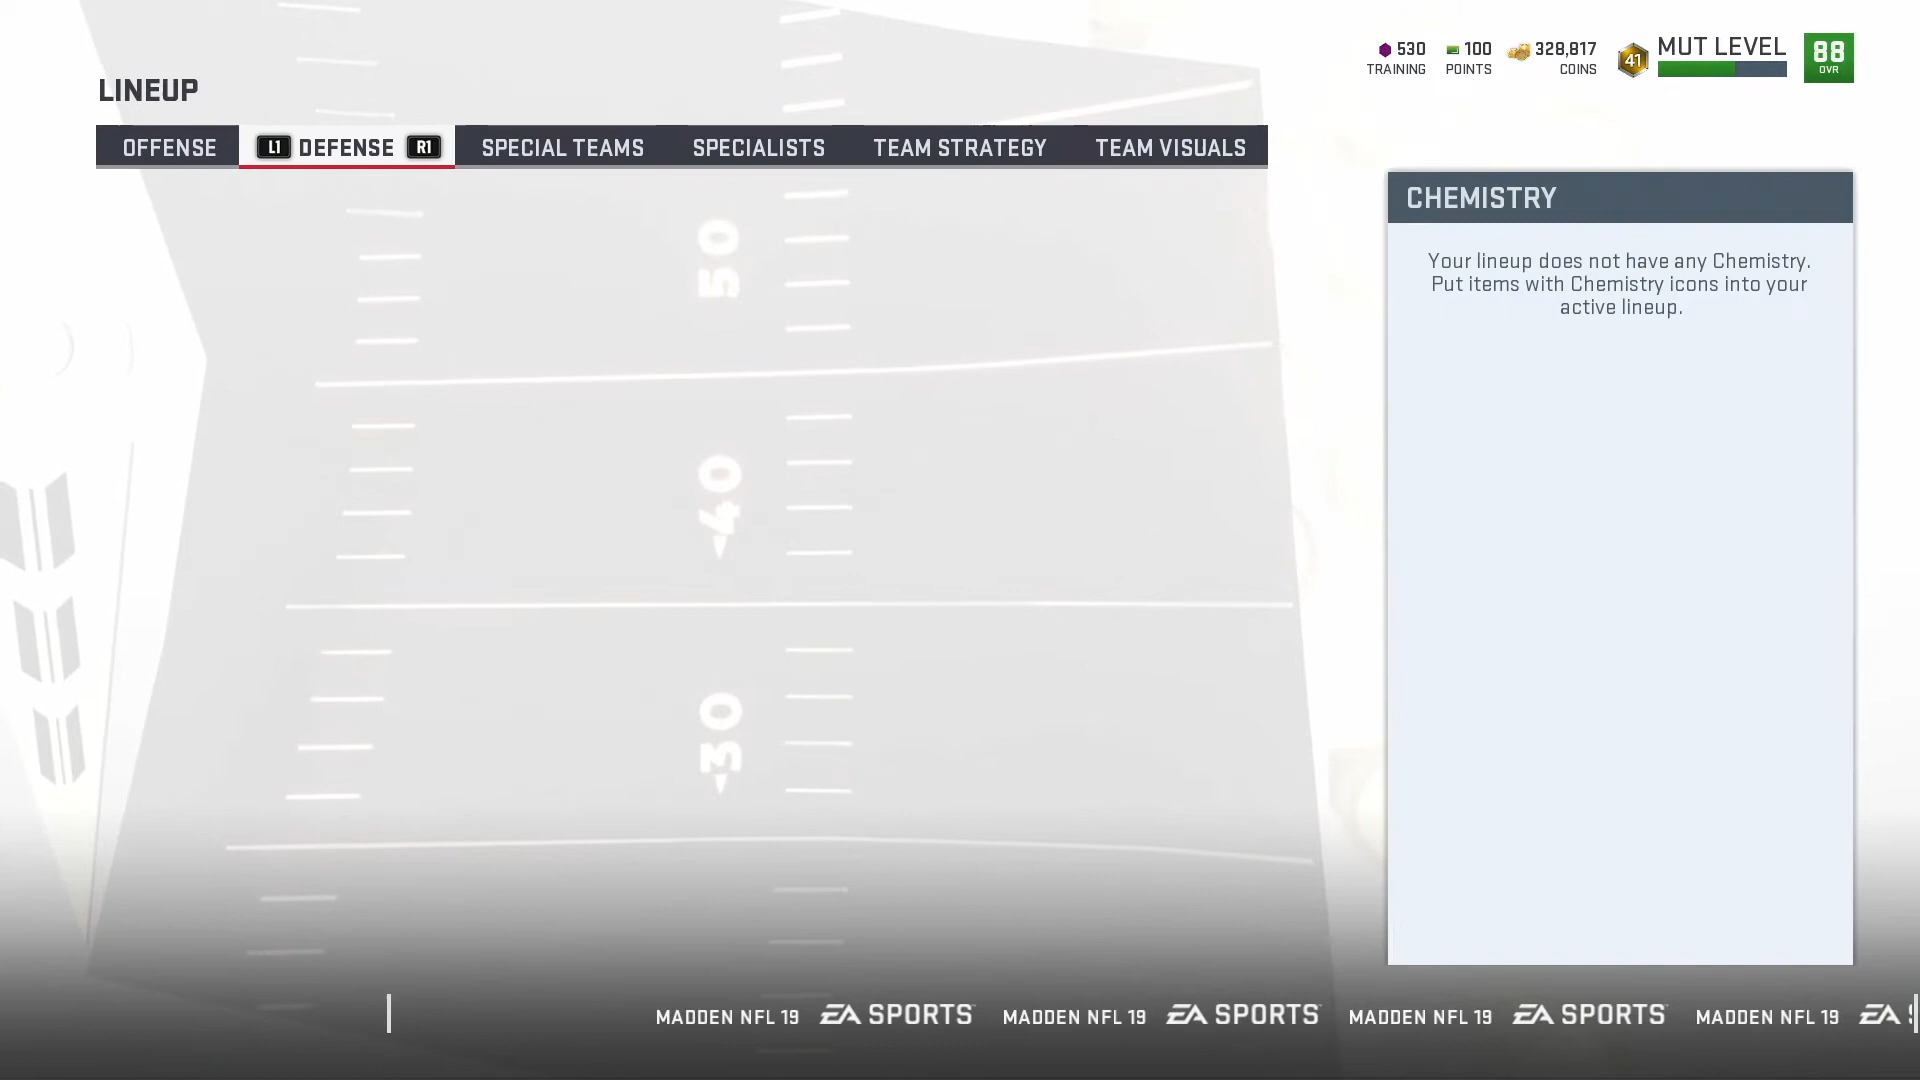 530
TRAINING
100
POINTS
328,817
COINS
41
MUT LEVEL
88
OVR
LINEUP
OFFENSE
L1 DEFENSE R1
SPECIAL TEAMS
SPECIALISTS
TEAM STRATEGY
TEAM VISUALS
CHEMISTRY
Your lineup does not have any Chemistry.
Put items with Chemistry icons into your
active lineup.
50
40
30
MADDEN NFL 19 EA SPORTS MADDEN NFL 19 EA SPORTS MADDEN NFL 19 EA SPORTS MADDEN NFL 19 EA